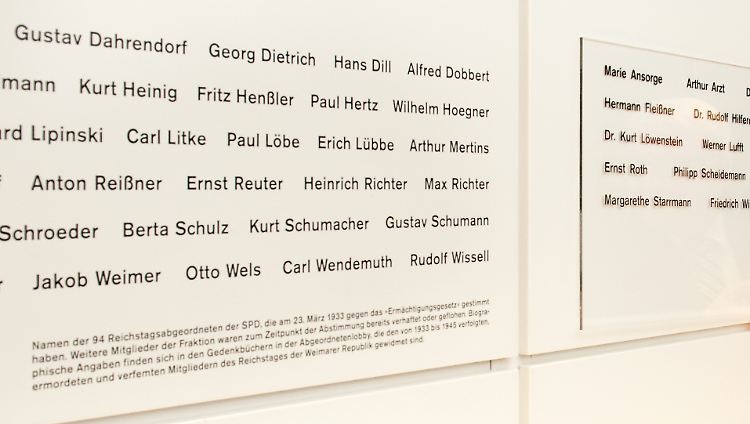 Gustav Dahrendorf Georg Dietrich Hans Dill Alfred Dobbert
mann Kurt Heinig Fritz Henßler Paul Hertz Wilhelm Hoegner
ard Lipinski Carl Litke Paul Löbe Erich Lübbe Arthur Mertins
Anton Reißner Ernst Reuter Heinrich Richter Max Richter
Schroeder Berta Schulz Kurt Schumacher Gustav Schumann
r Jakob Weimer Otto Wels Carl Wendemuth Rudolf Wissell
Namen der 94 Reichstagsabgeordneten der SPD, die am 23. März 1933 gegen das ›Ermächtigungsgesetz‹ gestimmt
haben. Weitere Mitglieder der Fraktion waren zum Zeitpunkt der Abstimmung bereits verhaftet oder geflohen. Biogra-
phische Angaben finden sich in den Gedenkbüchern in der Abgeordnetenlobby, die den von 1933 bis 1945 verfolgten,
ermordeten und verfemten Mitgliedern des Reichstages der Weimarer Republik gewidmet sind.
Marie Ansorge Arthur Arzt D
Hermann Fleißner Dr. Rudolf Hilfer
Dr. Kurt Löwenstein Werner Lufft
Ernst Roth Philipp Scheidemann
Margarethe Starrmann Friedrich Wi